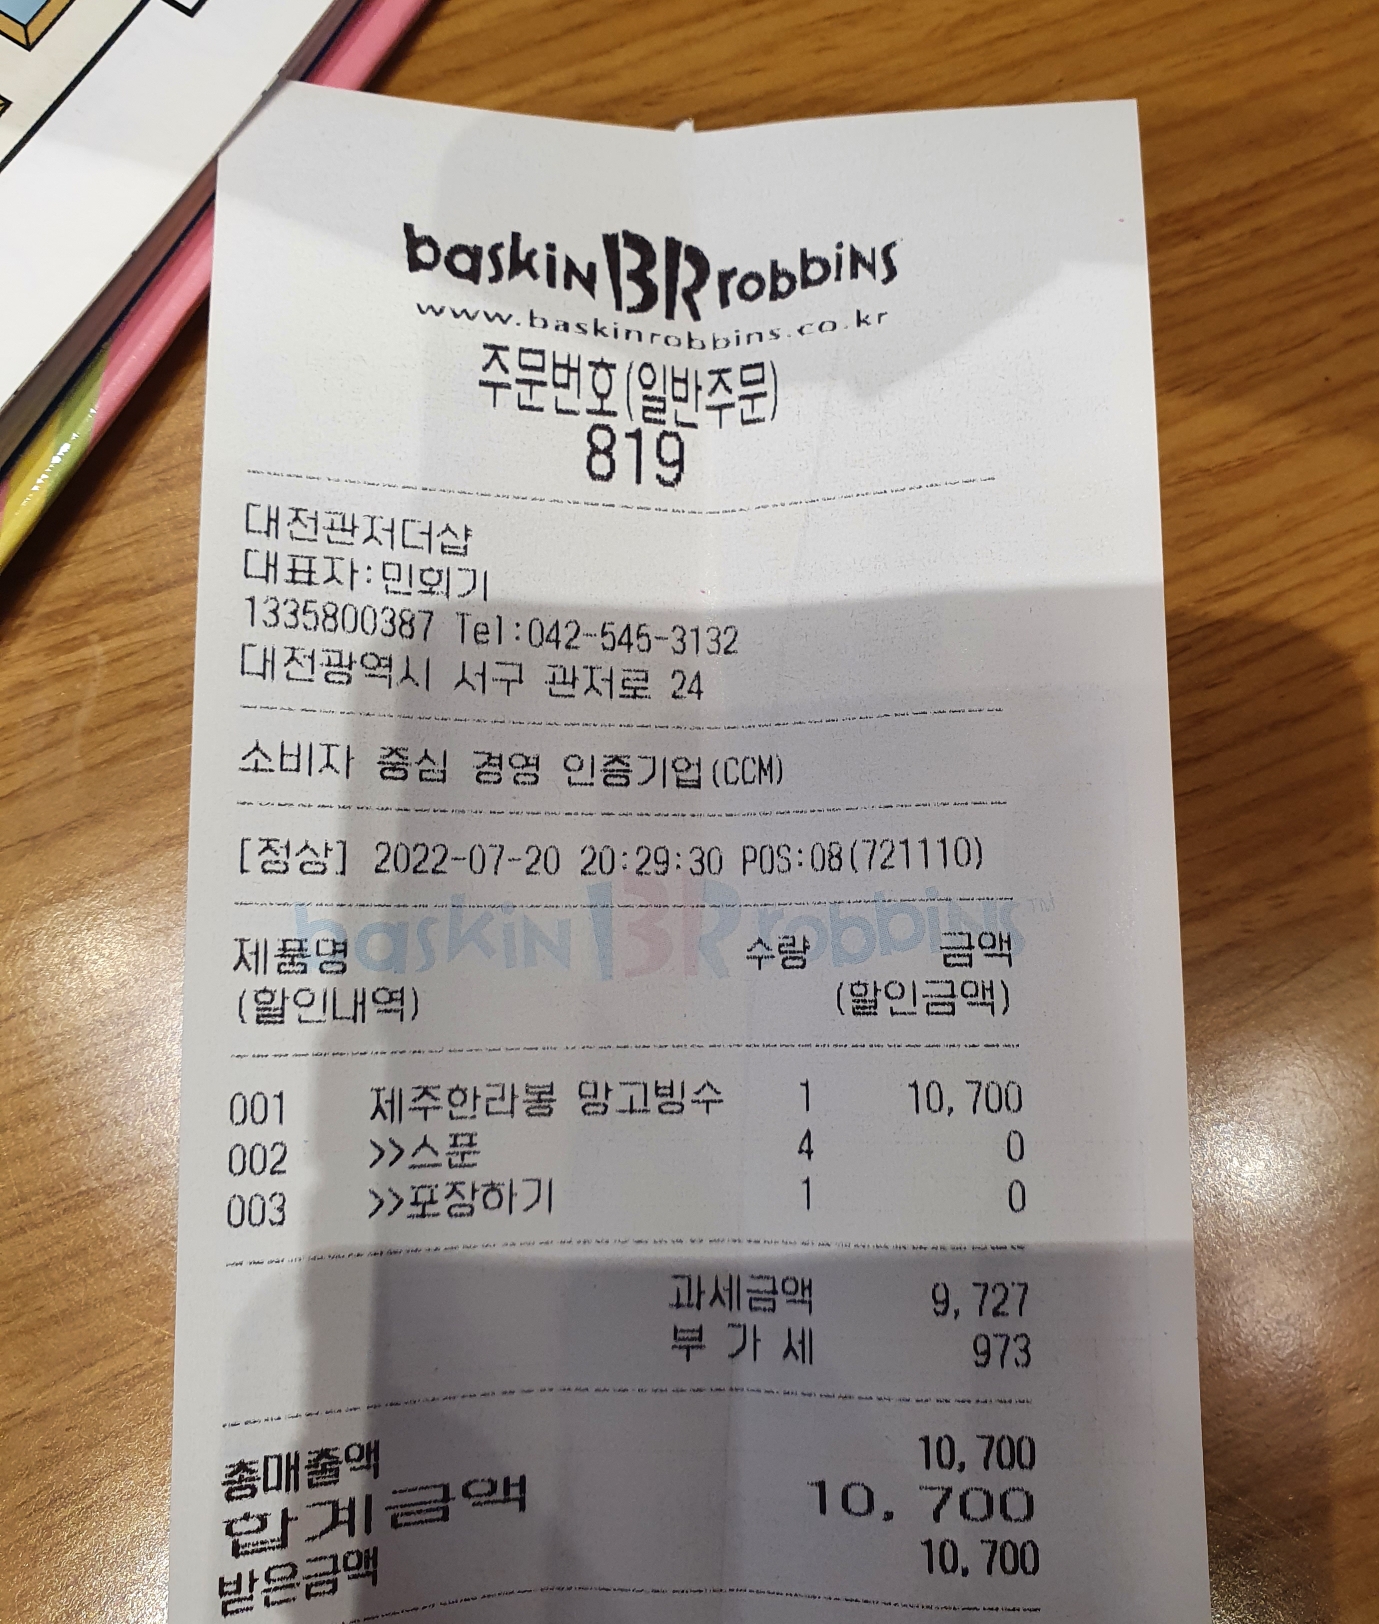 baskin BR robbins
www.baskinrobbins.co.kr
주문번호(일반주문)
819
대전관저더샵
대표자:민회기
1335800387 Tel:042-545-3132
대전광역시 서구 관저로 24
소비자 중심 경영 인증기업(CCM)
[정상] 2022-07-20 20:29:30 POS:08(721110)
baskin BR robbins™
제품명 수량 금액
(할인내역) (할인금액)
001 제주한라봉 망고빙수 1 10,700
002 >>스푼 4 0
003 >>포장하기 1 0
과세금액 9,727
부 가 세 973
총매출액 10,700
합계금액 10,700
받은금액 10,700